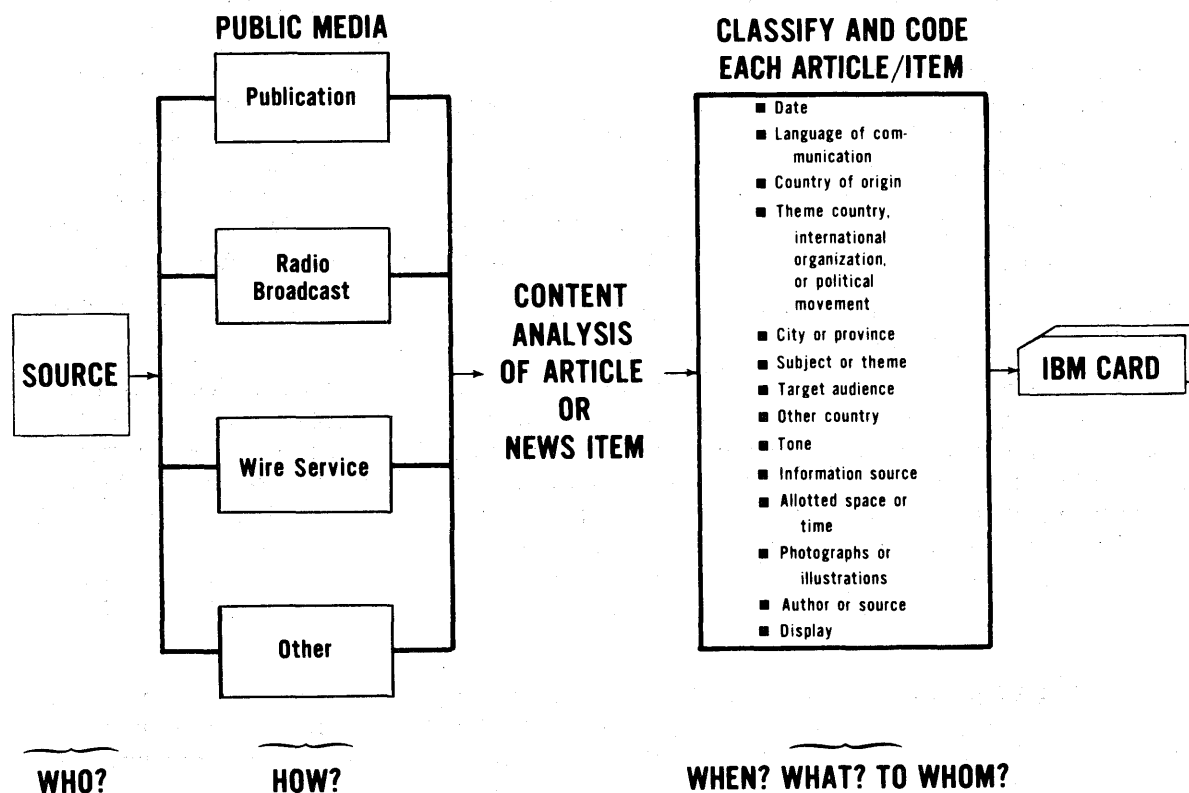 PUBLIC MEDIA
Publication
Radio
Broadcast
Wire Service
Other
SOURCE
CONTENT
ANALYSIS
OF ARTICLE
OR
NEWS ITEM
CLASSIFY AND CODE
EACH ARTICLE/ITEM
■ Date
■ Language of com-
munication
■ Country of origin
■ Theme country,
international
organization,
or political
movement
■ City or province
■ Subject or theme
■ Target audience
■ Other country
■ Tone
■ Information source
■ Allotted space or
time
■ Photographs or
illustrations
■ Author or source
■ Display
IBM CARD
WHO?
HOW?
WHEN? WHAT? TO WHOM?